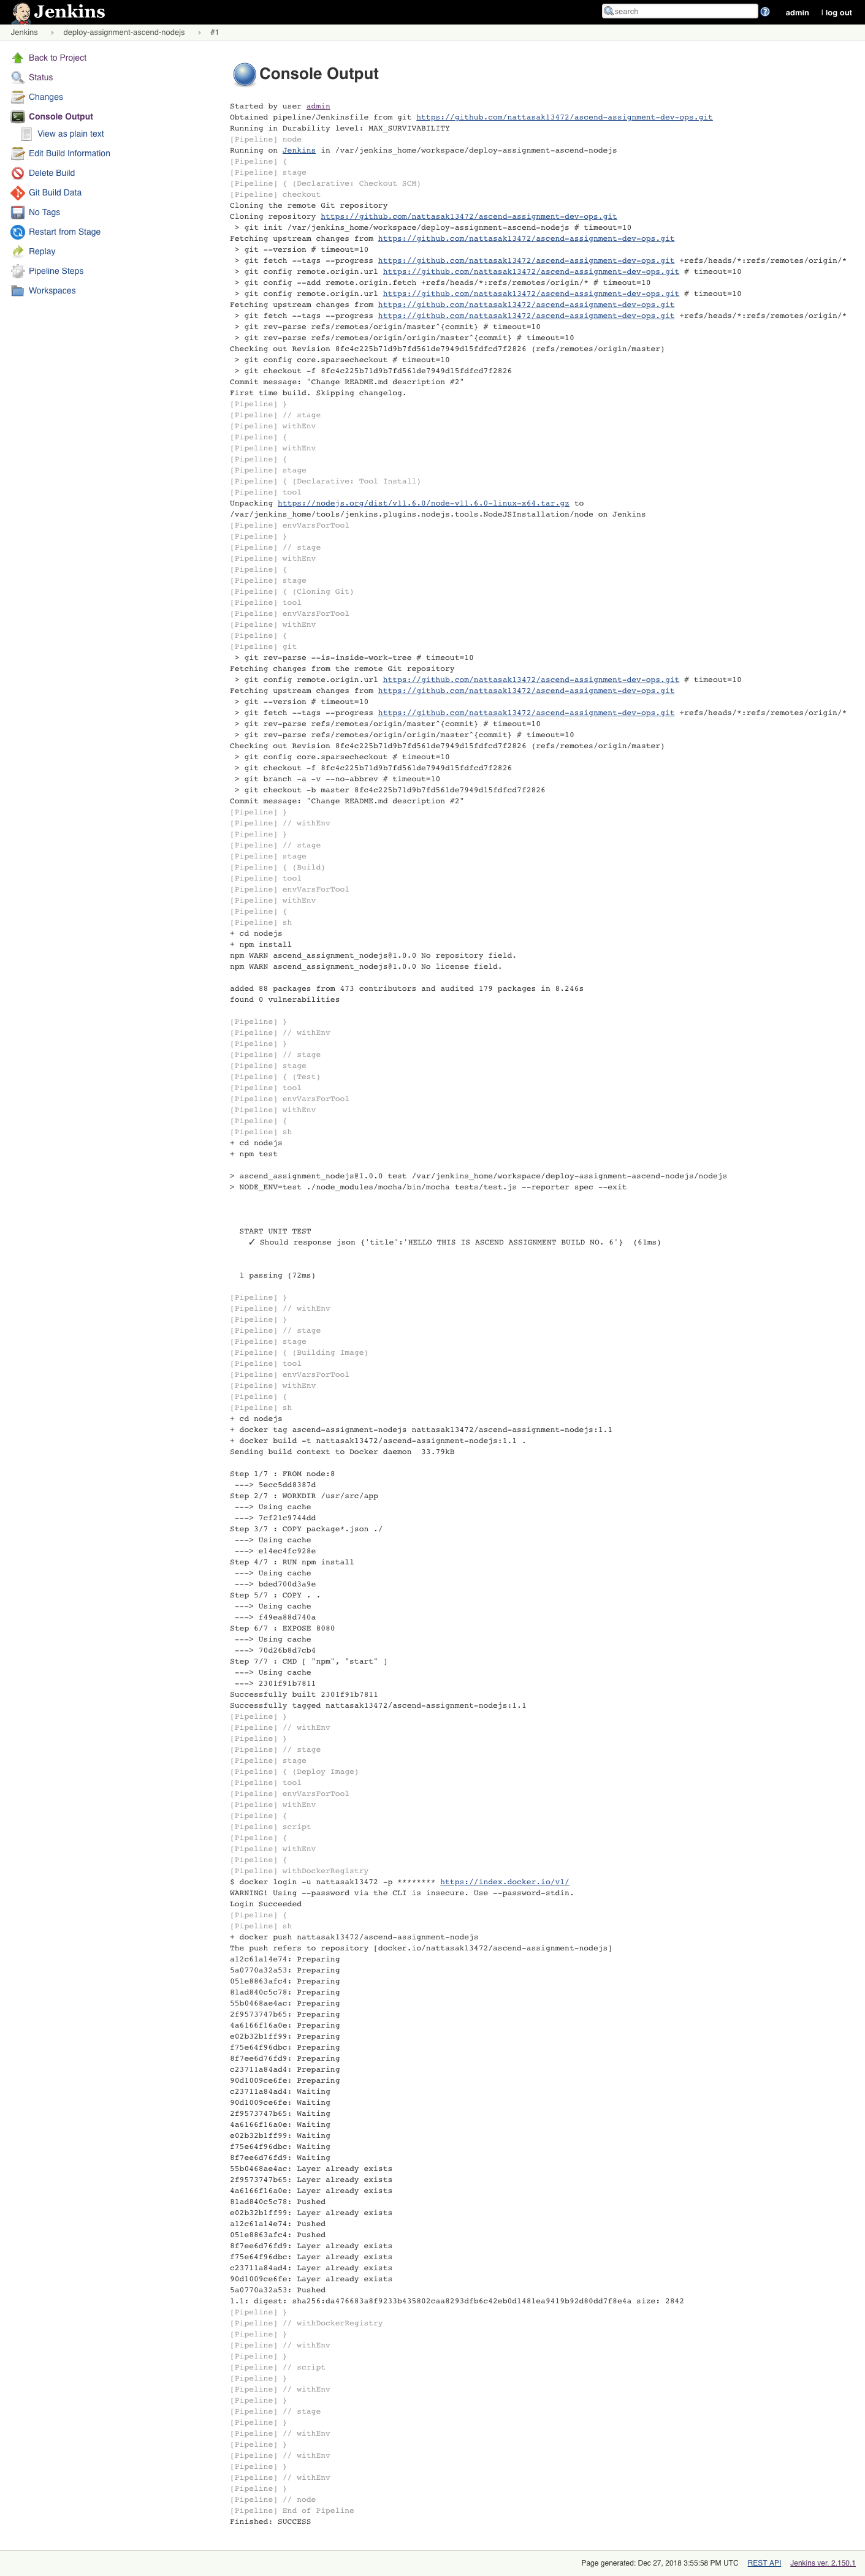 Jenkins
search
admin
| log out
Jenkins › deploy-assignment-ascend-nodejs › #1
Back to Project
Status
Changes
Console Output
View as plain text
Edit Build Information
Delete Build
Git Build Data
No Tags
Restart from Stage
Replay
Pipeline Steps
Workspaces
Console Output
Started by user admin
Obtained pipeline/Jenkinsfile from git https://github.com/nattasak13472/ascend-assignment-dev-ops.git
Running in Durability level: MAX_SURVIVABILITY
[Pipeline] node
Running on Jenkins in /var/jenkins_home/workspace/deploy-assignment-ascend-nodejs
[Pipeline] {
[Pipeline] stage
[Pipeline] { (Declarative: Checkout SCM)
[Pipeline] checkout
Cloning the remote Git repository
Cloning repository https://github.com/nattasak13472/ascend-assignment-dev-ops.git
 > git init /var/jenkins_home/workspace/deploy-assignment-ascend-nodejs # timeout=10
Fetching upstream changes from https://github.com/nattasak13472/ascend-assignment-dev-ops.git
 > git --version # timeout=10
 > git fetch --tags --progress https://github.com/nattasak13472/ascend-assignment-dev-ops.git +refs/heads/*:refs/remotes/origin/*
 > git config remote.origin.url https://github.com/nattasak13472/ascend-assignment-dev-ops.git # timeout=10
 > git config --add remote.origin.fetch +refs/heads/*:refs/remotes/origin/* # timeout=10
 > git config remote.origin.url https://github.com/nattasak13472/ascend-assignment-dev-ops.git # timeout=10
Fetching upstream changes from https://github.com/nattasak13472/ascend-assignment-dev-ops.git
 > git fetch --tags --progress https://github.com/nattasak13472/ascend-assignment-dev-ops.git +refs/heads/*:refs/remotes/origin/*
 > git rev-parse refs/remotes/origin/master^{commit} # timeout=10
 > git rev-parse refs/remotes/origin/origin/master^{commit} # timeout=10
Checking out Revision 8fc4c225b71d9b7fd561de7949d15fdfcd7f2826 (refs/remotes/origin/master)
 > git config core.sparsecheckout # timeout=10
 > git checkout -f 8fc4c225b71d9b7fd561de7949d15fdfcd7f2826
Commit message: "Change README.md description #2"
First time build. Skipping changelog.
[Pipeline] }
[Pipeline] // stage
[Pipeline] withEnv
[Pipeline] {
[Pipeline] withEnv
[Pipeline] {
[Pipeline] stage
[Pipeline] { (Declarative: Tool Install)
[Pipeline] tool
Unpacking https://nodejs.org/dist/v11.6.0/node-v11.6.0-linux-x64.tar.gz to
/var/jenkins_home/tools/jenkins.plugins.nodejs.tools.NodeJSInstallation/node on Jenkins
[Pipeline] envVarsForTool
[Pipeline] }
[Pipeline] // stage
[Pipeline] withEnv
[Pipeline] {
[Pipeline] stage
[Pipeline] { (Cloning Git)
[Pipeline] tool
[Pipeline] envVarsForTool
[Pipeline] withEnv
[Pipeline] {
[Pipeline] git
 > git rev-parse --is-inside-work-tree # timeout=10
Fetching changes from the remote Git repository
 > git config remote.origin.url https://github.com/nattasak13472/ascend-assignment-dev-ops.git # timeout=10
Fetching upstream changes from https://github.com/nattasak13472/ascend-assignment-dev-ops.git
 > git --version # timeout=10
 > git fetch --tags --progress https://github.com/nattasak13472/ascend-assignment-dev-ops.git +refs/heads/*:refs/remotes/origin/*
 > git rev-parse refs/remotes/origin/master^{commit} # timeout=10
 > git rev-parse refs/remotes/origin/origin/master^{commit} # timeout=10
Checking out Revision 8fc4c225b71d9b7fd561de7949d15fdfcd7f2826 (refs/remotes/origin/master)
 > git config core.sparsecheckout # timeout=10
 > git checkout -f 8fc4c225b71d9b7fd561de7949d15fdfcd7f2826
 > git branch -a -v --no-abbrev # timeout=10
 > git checkout -b master 8fc4c225b71d9b7fd561de7949d15fdfcd7f2826
Commit message: "Change README.md description #2"
[Pipeline] }
[Pipeline] // withEnv
[Pipeline] }
[Pipeline] // stage
[Pipeline] stage
[Pipeline] { (Build)
[Pipeline] tool
[Pipeline] envVarsForTool
[Pipeline] withEnv
[Pipeline] {
[Pipeline] sh
+ cd nodejs
+ npm install
npm WARN ascend_assignment_nodejs@1.0.0 No repository field.
npm WARN ascend_assignment_nodejs@1.0.0 No license field.
added 88 packages from 473 contributors and audited 179 packages in 8.246s
found 0 vulnerabilities
[Pipeline] }
[Pipeline] // withEnv
[Pipeline] }
[Pipeline] // stage
[Pipeline] stage
[Pipeline] { (Test)
[Pipeline] tool
[Pipeline] envVarsForTool
[Pipeline] withEnv
[Pipeline] {
[Pipeline] sh
+ cd nodejs
+ npm test
> ascend_assignment_nodejs@1.0.0 test /var/jenkins_home/workspace/deploy-assignment-ascend-nodejs/nodejs
> NODE_ENV=test ./node_modules/mocha/bin/mocha tests/test.js --reporter spec --exit
START UNIT TEST
✓ Should response json {'title':'HELLO THIS IS ASCEND ASSIGNMENT BUILD NO. 6'}  (61ms)
1 passing (72ms)
[Pipeline] }
[Pipeline] // withEnv
[Pipeline] }
[Pipeline] // stage
[Pipeline] stage
[Pipeline] { (Building Image)
[Pipeline] tool
[Pipeline] envVarsForTool
[Pipeline] withEnv
[Pipeline] {
[Pipeline] sh
+ cd nodejs
+ docker tag ascend-assignment-nodejs nattasak13472/ascend-assignment-nodejs:1.1
+ docker build -t nattasak13472/ascend-assignment-nodejs:1.1 .
Sending build context to Docker daemon  33.79kB
Step 1/7 : FROM node:8
 ---> 5ecc5dd8387d
Step 2/7 : WORKDIR /usr/src/app
 ---> Using cache
 ---> 7cf21c9744dd
Step 3/7 : COPY package*.json ./
 ---> Using cache
 ---> e14ec4fc928e
Step 4/7 : RUN npm install
 ---> Using cache
 ---> bded700d3a9e
Step 5/7 : COPY . .
 ---> Using cache
 ---> f49ea88d740a
Step 6/7 : EXPOSE 8080
 ---> Using cache
 ---> 70d26b8d7cb4
Step 7/7 : CMD [ "npm", "start" ]
 ---> Using cache
 ---> 2301f91b7811
Successfully built 2301f91b7811
Successfully tagged nattasak13472/ascend-assignment-nodejs:1.1
[Pipeline] }
[Pipeline] // withEnv
[Pipeline] }
[Pipeline] // stage
[Pipeline] stage
[Pipeline] { (Deploy Image)
[Pipeline] tool
[Pipeline] envVarsForTool
[Pipeline] withEnv
[Pipeline] {
[Pipeline] script
[Pipeline] {
[Pipeline] withEnv
[Pipeline] {
[Pipeline] withDockerRegistry
$ docker login -u nattasak13472 -p ******** https://index.docker.io/v1/
WARNING! Using --password via the CLI is insecure. Use --password-stdin.
Login Succeeded
[Pipeline] {
[Pipeline] sh
+ docker push nattasak13472/ascend-assignment-nodejs
The push refers to repository [docker.io/nattasak13472/ascend-assignment-nodejs]
a12c61a14e74: Preparing
5a0770a32a53: Preparing
051e8863afc4: Preparing
81ad840c5c78: Preparing
55b0468ae4ac: Preparing
2f9573747b65: Preparing
4a6166f16a0e: Preparing
e02b32b1ff99: Preparing
f75e64f96dbc: Preparing
8f7ee6d76fd9: Preparing
c23711a84ad4: Preparing
90d1009ce6fe: Preparing
c23711a84ad4: Waiting
90d1009ce6fe: Waiting
2f9573747b65: Waiting
4a6166f16a0e: Waiting
e02b32b1ff99: Waiting
f75e64f96dbc: Waiting
8f7ee6d76fd9: Waiting
55b0468ae4ac: Layer already exists
2f9573747b65: Layer already exists
4a6166f16a0e: Layer already exists
81ad840c5c78: Pushed
e02b32b1ff99: Layer already exists
a12c61a14e74: Pushed
051e8863afc4: Pushed
8f7ee6d76fd9: Layer already exists
f75e64f96dbc: Layer already exists
c23711a84ad4: Layer already exists
90d1009ce6fe: Layer already exists
5a0770a32a53: Pushed
1.1: digest: sha256:da476683a8f9233b435802caa8293dfb6c42eb0d1481ea9419b92d80dd7f8e4a size: 2842
[Pipeline] }
[Pipeline] // withDockerRegistry
[Pipeline] }
[Pipeline] // withEnv
[Pipeline] }
[Pipeline] // script
[Pipeline] }
[Pipeline] // withEnv
[Pipeline] }
[Pipeline] // stage
[Pipeline] }
[Pipeline] // withEnv
[Pipeline] }
[Pipeline] // withEnv
[Pipeline] }
[Pipeline] // withEnv
[Pipeline] }
[Pipeline] // node
[Pipeline] End of Pipeline
Finished: SUCCESS
Page generated: Dec 27, 2018 3:55:58 PM UTC
REST API
Jenkins ver. 2.150.1